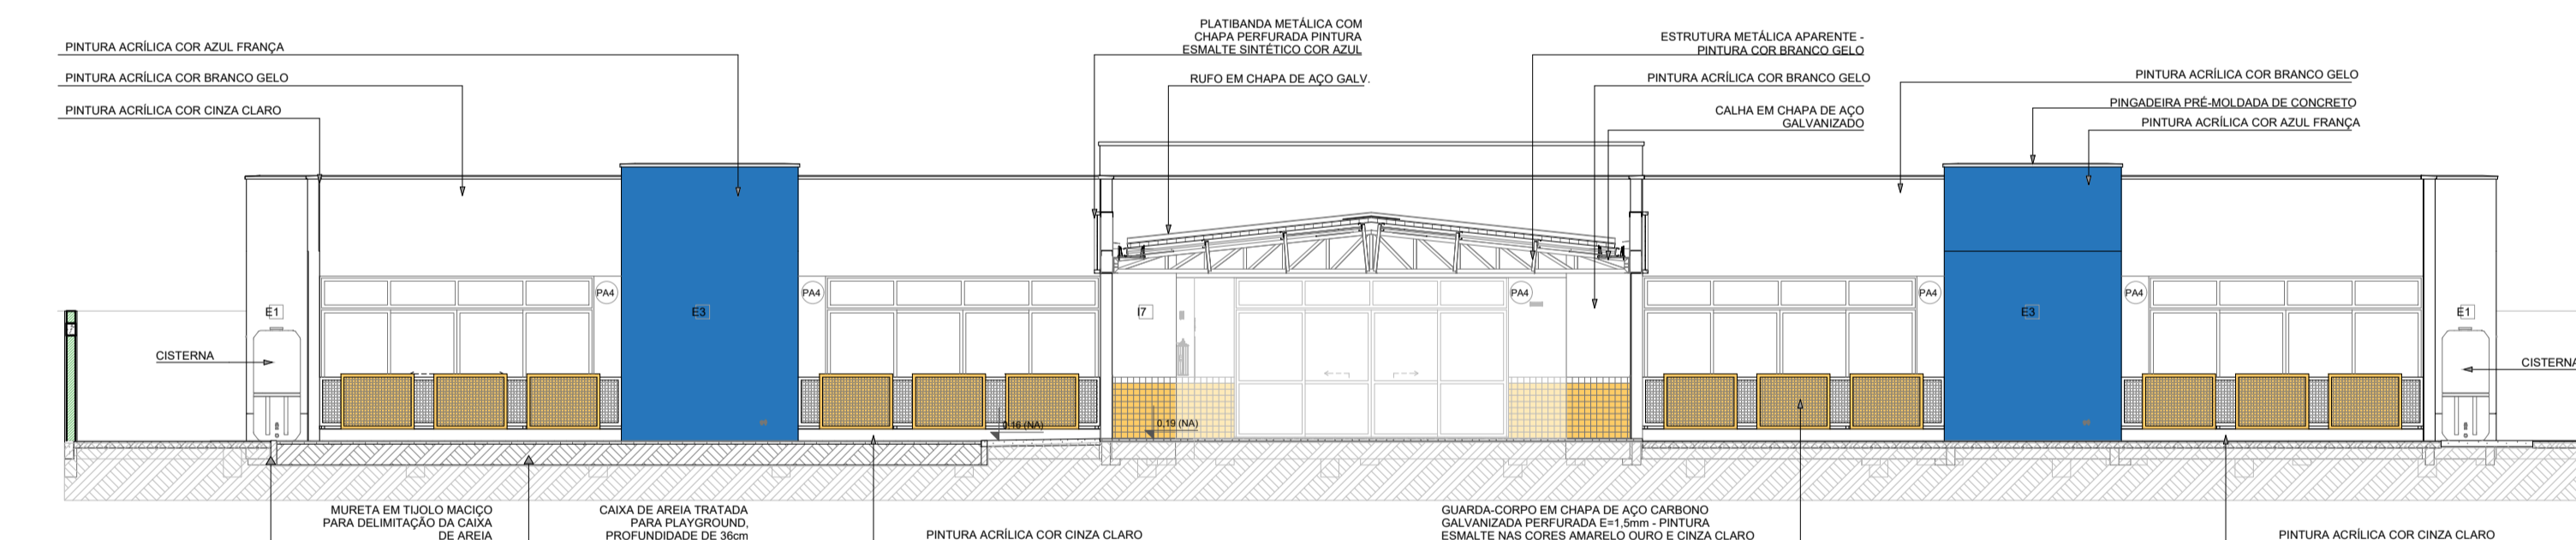 PINTURA ACRÍLICA COR AZUL FRANÇA
PINTURA ACRÍLICA COR BRANCO GELO
PINTURA ACRÍLICA COR CINZA CLARO
PLATIBANDA METÁLICA COM
CHAPA PERFURADA PINTURA
ESMALTE SINTÉTICO COR AZUL
RUFO EM CHAPA DE AÇO GALV.
ESTRUTURA METÁLICA APARENTE -
PINTURA COR BRANCO GELO
PINTURA ACRÍLICA COR BRANCO GELO
CALHA EM CHAPA DE AÇO
GALVANIZADO
PINTURA ACRÍLICA COR BRANCO GELO
PINGADEIRA PRÉ-MOLDADA DE CONCRETO
PINTURA ACRÍLICA COR AZUL FRANÇA
E1
CISTERNA
PA4
E3
PA4
I7
PA4
PA4
E3
PA4
E1
CISTERNA
0,16 (NA)
0,19 (NA)
MURETA EM TIJOLO MACIÇO
PARA DELIMITAÇÃO DA CAIXA
DE AREIA
CAIXA DE AREIA TRATADA
PARA PLAYGROUND,
PROFUNDIDADE DE 36cm
PINTURA ACRÍLICA COR CINZA CLARO
GUARDA-CORPO EM CHAPA DE AÇO CARBONO
GALVANIZADA PERFURADA E=1,5mm - PINTURA
ESMALTE NAS CORES AMARELO OURO E CINZA CLARO
PINTURA ACRÍLICA COR CINZA CLARO